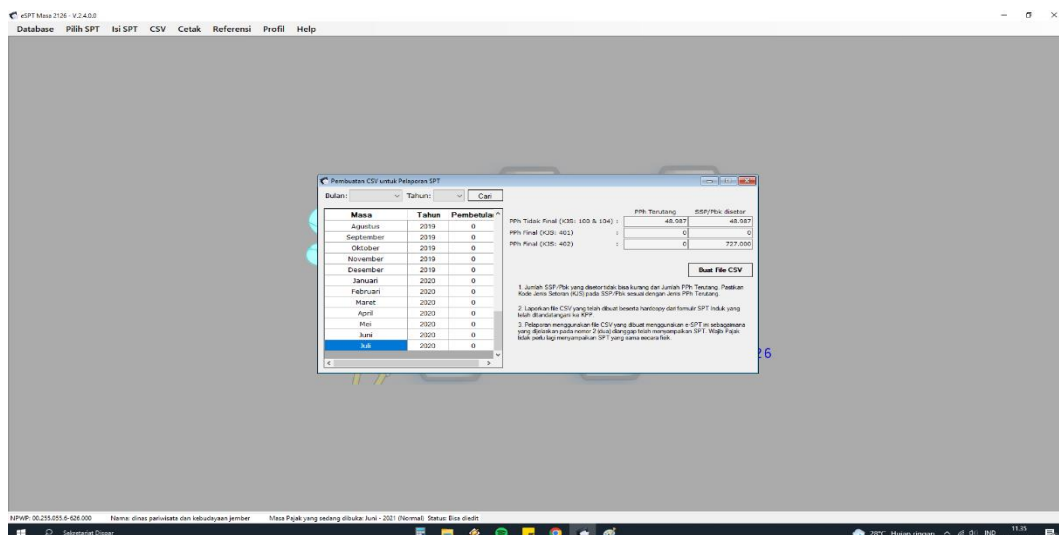 eSPT Masa 2126 - V.2.4.0.0
Database Pilih SPT Isi SPT CSV Cetak Referensi Profil Help
Pembuatan CSV untuk Pelaporan SPT
Bulan: Tahun: Cari
Masa Tahun Pembetula
Agustus 2019 0
September 2019 0
Oktober 2019 0
November 2019 0
Desember 2019 0
Januari 2020 0
Februari 2020 0
Maret 2020 0
April 2020 0
Mei 2020 0
Juni 2020 0
Juli 2020 0
PPh Terutang SSP/Pbk disetor
PPh Tidak Final (KJS: 100 & 104) : 48.987 48.987
PPh Final (KJS: 401) : 0 0
PPh Final (KJS: 402) : 0 727.000
Buat File CSV
1. Jumlah SSP/Pbk yang disetor tidak bisa kurang dari Jumlah PPh Terutang. Pastikan
Kode Jenis Setoran (KJS) pada SSP/Pbk sesuai dengan Jenis PPh Terutang.
2. Laporkan file CSV yang telah dibuat beserta hardcopy dari formulir SPT Induk yang
telah ditandatangani ke KPP.
3. Pelaporan menggunakan file CSV yang dibuat menggunakan e-SPT ini sebagaimana
yang dijelaskan pada nomor 2 (dua) dianggap telah menyampaikan SPT. Wajib Pajak
tidak perlu lagi menyampaikan SPT yang sama secara fisik.
26
NPWP: 00.255.055.6-626.000 Nama: dinas pariwisata dan kebudayaan jember Masa Pajak yang sedang dibuka: Juni - 2021 (Normal) Status: Bisa diedit
Sekretariat Dispar 28°C Hujan ringan IND 11.35